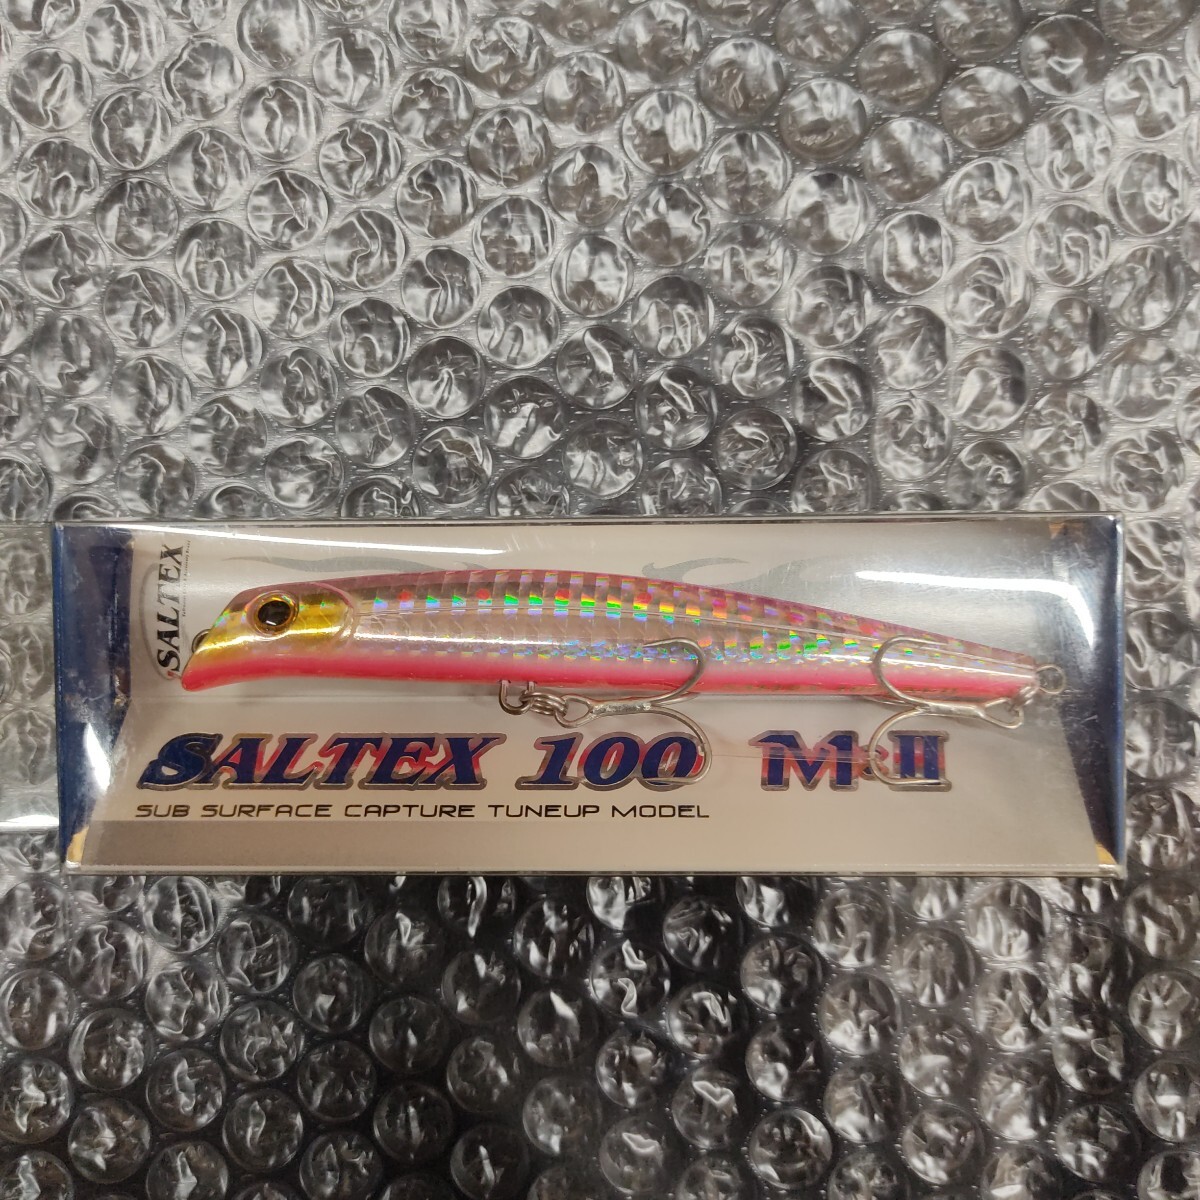 SALTEX
SALTEX 100 M・II
SUB SURFACE CAPTURE TUNEUP MODEL